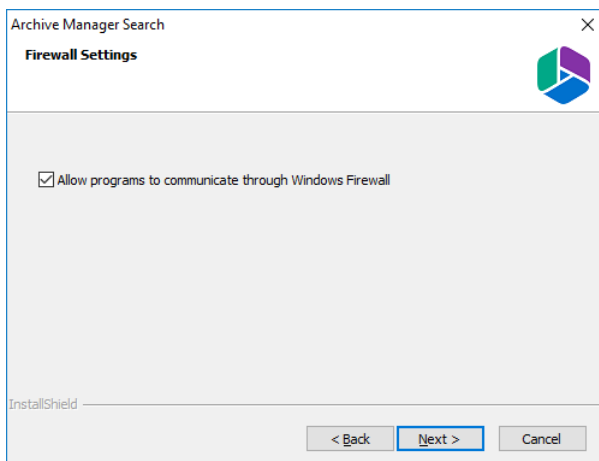 Archive Manager Search
Firewall Settings
Allow programs to communicate through Windows Firewall
InstallShield
< Back Next > Cancel